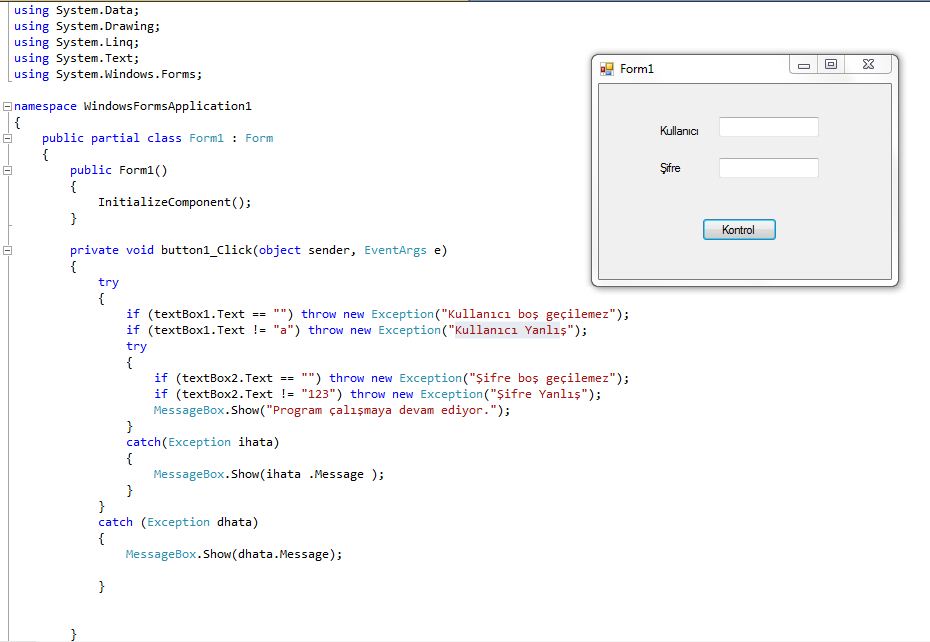 using System.Data;
using System.Drawing;
using System.Linq;
using System.Text;
using System.Windows.Forms;
namespace WindowsFormsApplication1
{
public partial class Form1 : Form
{
public Form1()
{
InitializeComponent();
}
private void button1_Click(object sender, EventArgs e)
{
try
{
if (textBox1.Text == "") throw new Exception("Kullanıcı boş geçilemez");
if (textBox1.Text != "a") throw new Exception("Kullanıcı Yanlış");
try
{
if (textBox2.Text == "") throw new Exception("Şifre boş geçilemez");
if (textBox2.Text != "123") throw new Exception("Şifre Yanlış");
MessageBox.Show("Program çalışmaya devam ediyor.");
}
catch(Exception ihata)
{
MessageBox.Show(ihata .Message );
}
}
catch (Exception dhata)
{
MessageBox.Show(dhata.Message);
}
}
Form1
Kullanıcı
Şifre
Kontrol